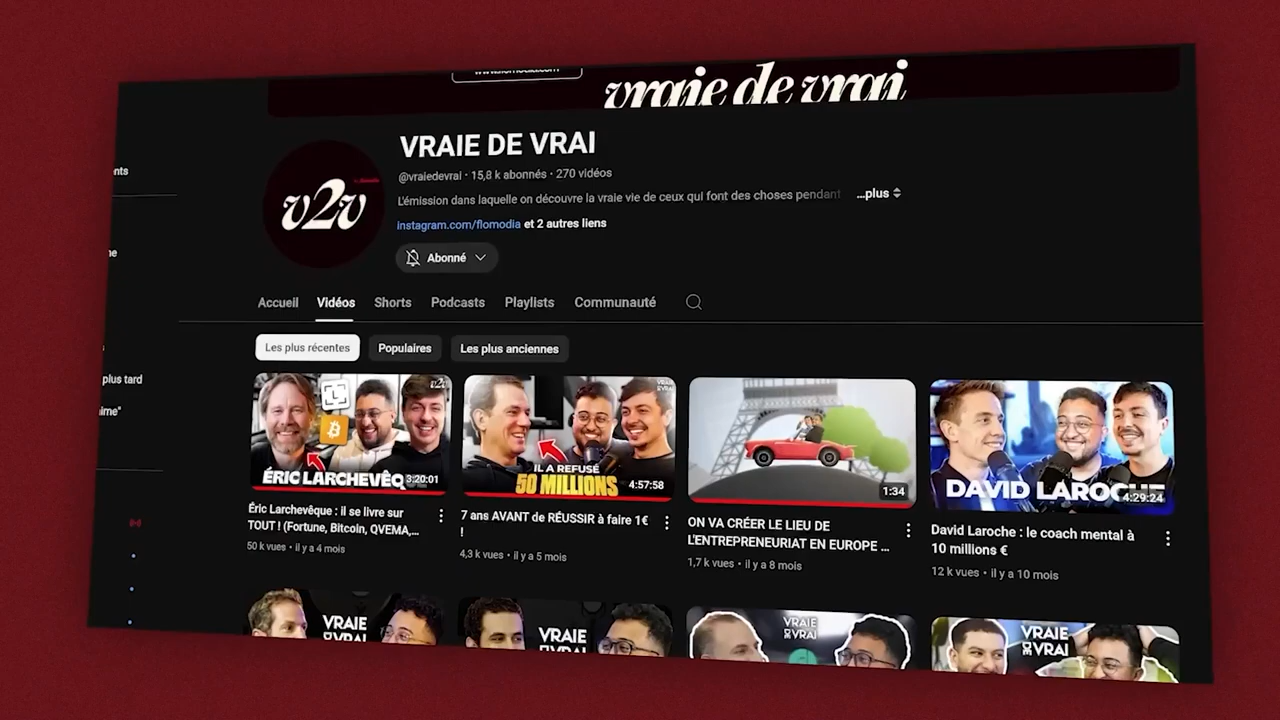 www.flomodia.com
vraie de vrai
VRAIE DE VRAI
@vraiedevrai · 15,8 k abonnés · 270 vidéos
L'émission dans laquelle on découvre la vraie vie de ceux qui font des choses pendant ...plus
instagram.com/flomodia et 2 autres liens
v2v
Abonné
Accueil Vidéos Shorts Podcasts Playlists Communauté
Les plus récentes Populaires Les plus anciennes
plus tard
v2v
ÉRIC LARCHEVÊQ
3:20:01
VRAIE DE VRAI
IL A REFUSÉ
50 MILLIONS
4:57:58
1:34
DAVID LAROCHE
4:29:24
Éric Larchevêque : il se livre sur
TOUT ! (Fortune, Bitcoin, QVEMA,...
50 k vues · il y a 4 mois
7 ans AVANT de RÉUSSIR à faire 1€
!
4,3 k vues · il y a 5 mois
ON VA CRÉER LE LIEU DE
L'ENTREPRENEURIAT EN EUROPE ...
1,7 k vues · il y a 8 mois
David Laroche : le coach mental à
10 millions €
12 k vues · il y a 10 mois
VRAIE
VRAIE
VRAIE
DE VRAI
VRAIE
DE VRAI